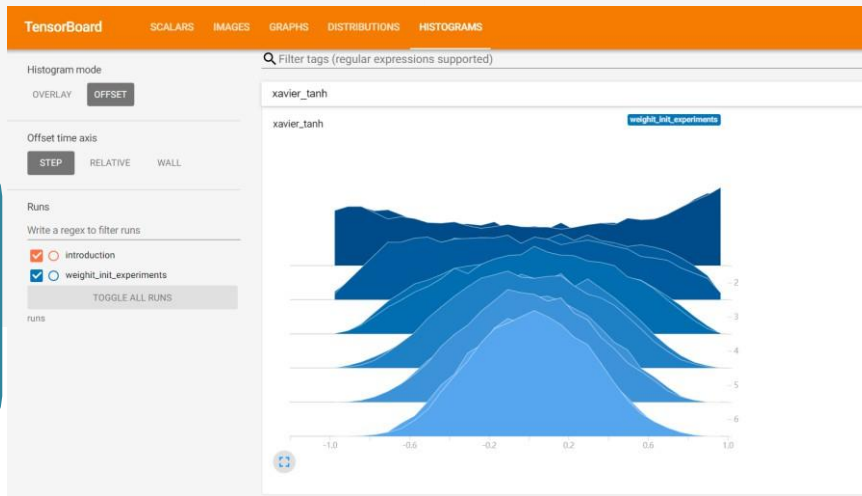 TensorBoard SCALARS IMAGES GRAPHS DISTRIBUTIONS HISTOGRAMS
Histogram mode
OVERLAY OFFSET
Offset time axis
STEP RELATIVE WALL
Runs
Write a regex to filter runs
introduction
weighit_init_experiments
TOGGLE ALL RUNS
runs
Filter tags (regular expressions supported)
xavier_tanh
xavier_tanh weighit_init_experiments
2
3
4
5
6
-1.0 -0.6 -0.2 0.2 0.6 1.0